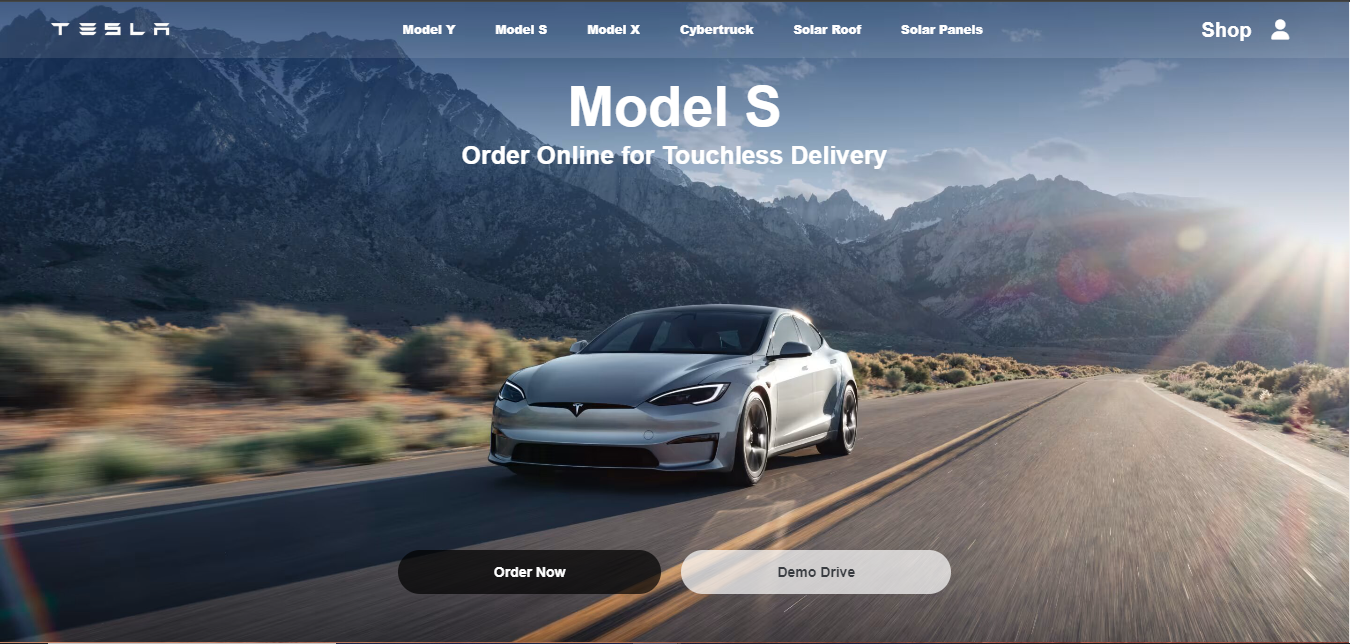 TESLA Model Y Model S Model X Cybertruck Solar Roof Solar Panels Shop
Model S
Order Online for Touchless Delivery
Order Now Demo Drive